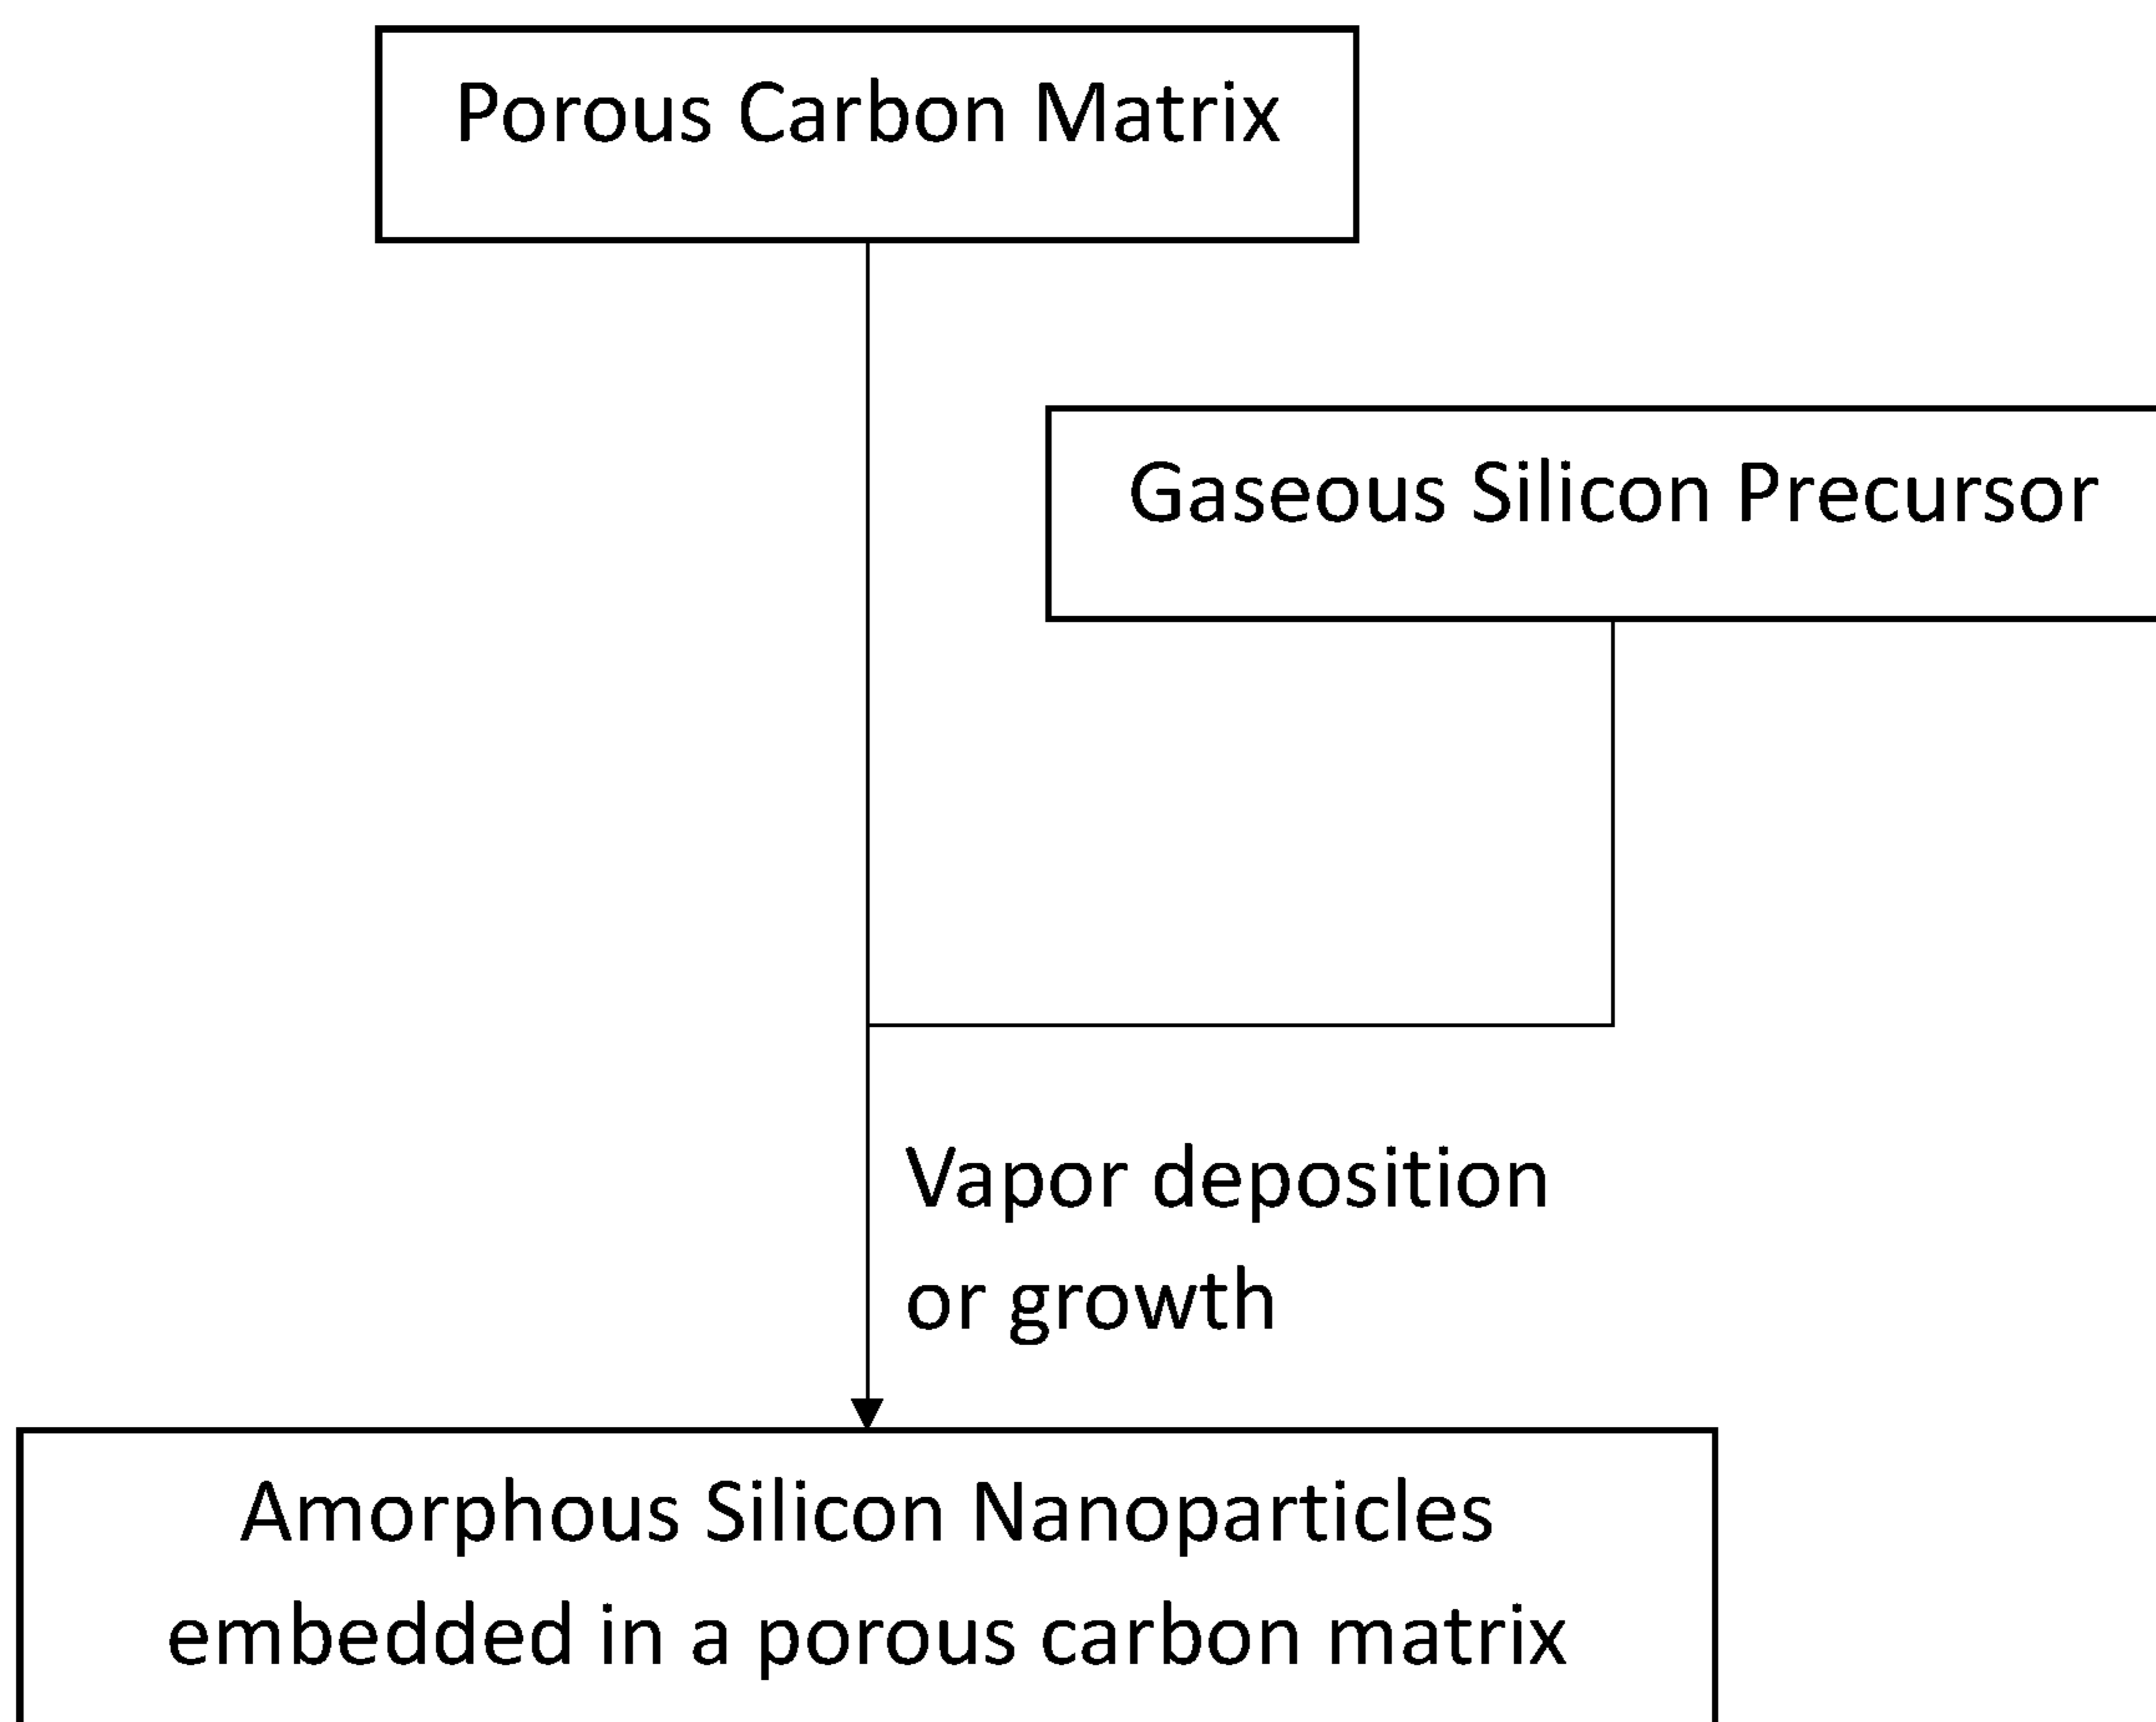 Porous Carbon Matrix
Gaseous Silicon Precursor
Vapor deposition
or growth
Amorphous Silicon Nanoparticles
embedded in a porous carbon matrix